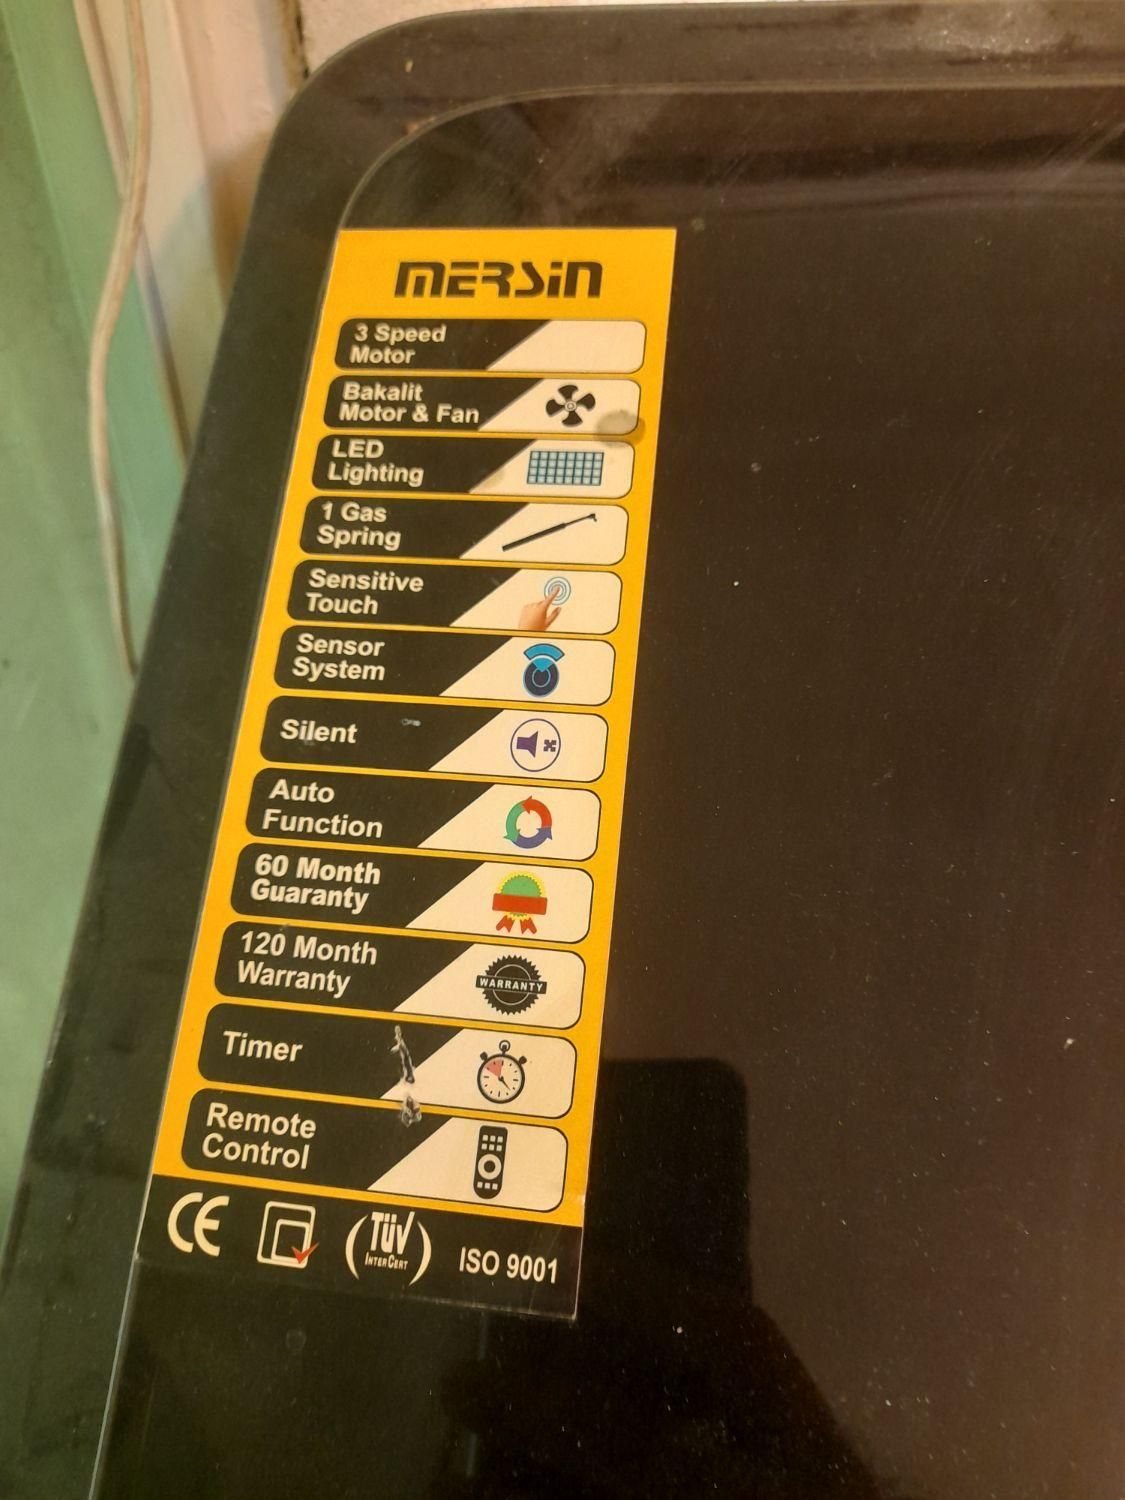 MERSiN
3 Speed
Motor
Bakalit
Motor & Fan
LED
Lighting
1 Gas
Spring
Sensitive
Touch
Sensor
System
Silent
Auto
Function
60 Month
Guaranty
120 Month
Warranty
WARRANTY
Timer
Remote
Control
CE
TÜV
INTERCERT
ISO 9001